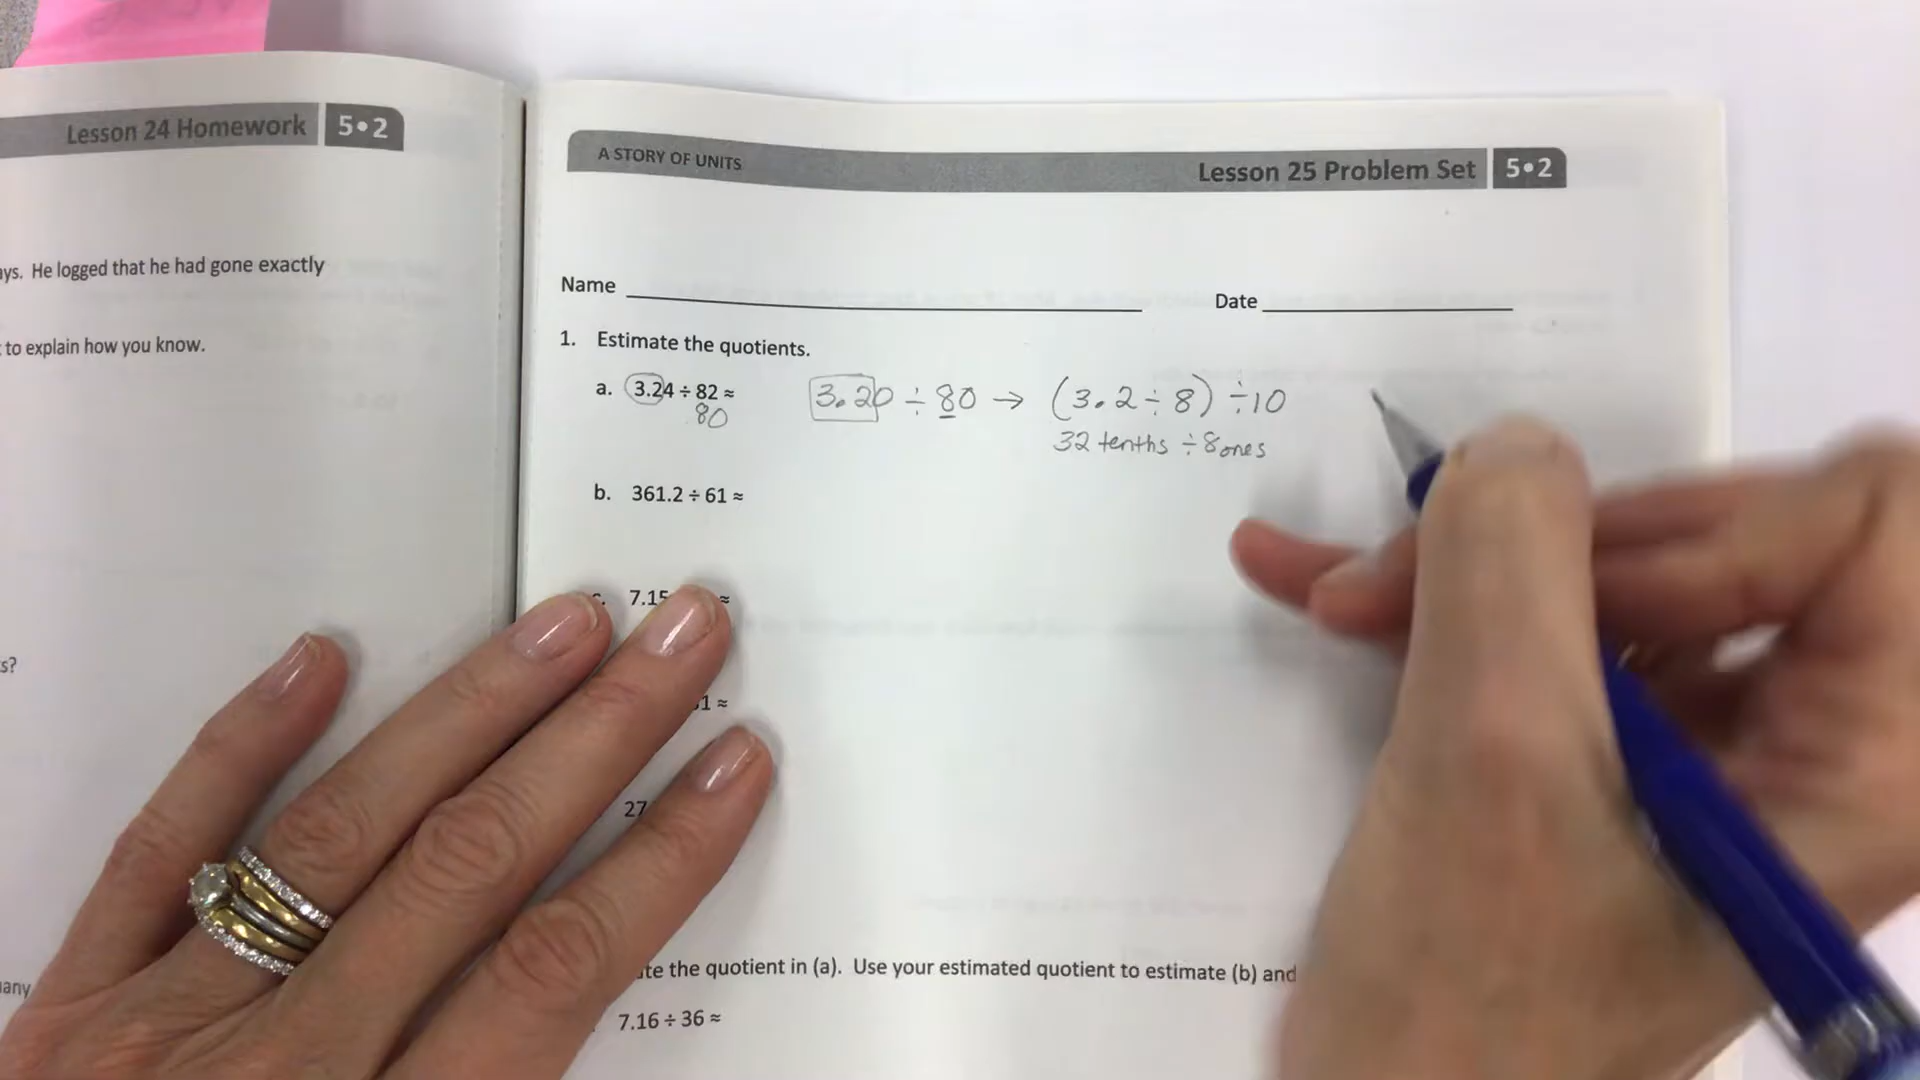 Lesson 24 Homework 5•2
ays. He logged that he had gone exactly
to explain how you know.
s?
any
A STORY OF UNITS
Lesson 25 Problem Set 5•2
Name
Date
1. Estimate the quotients.
a. 3.24 ÷ 82 ≈ 3.20 ÷ 80 → (3.2 ÷ 8) ÷10
80 32 tenths ÷ 8 ones
b. 361.2 ÷ 61 ≈
7.15 ≈
1 ≈
27
the quotient in (a). Use your estimated quotient to estimate (b) and
7.16 ÷ 36 ≈